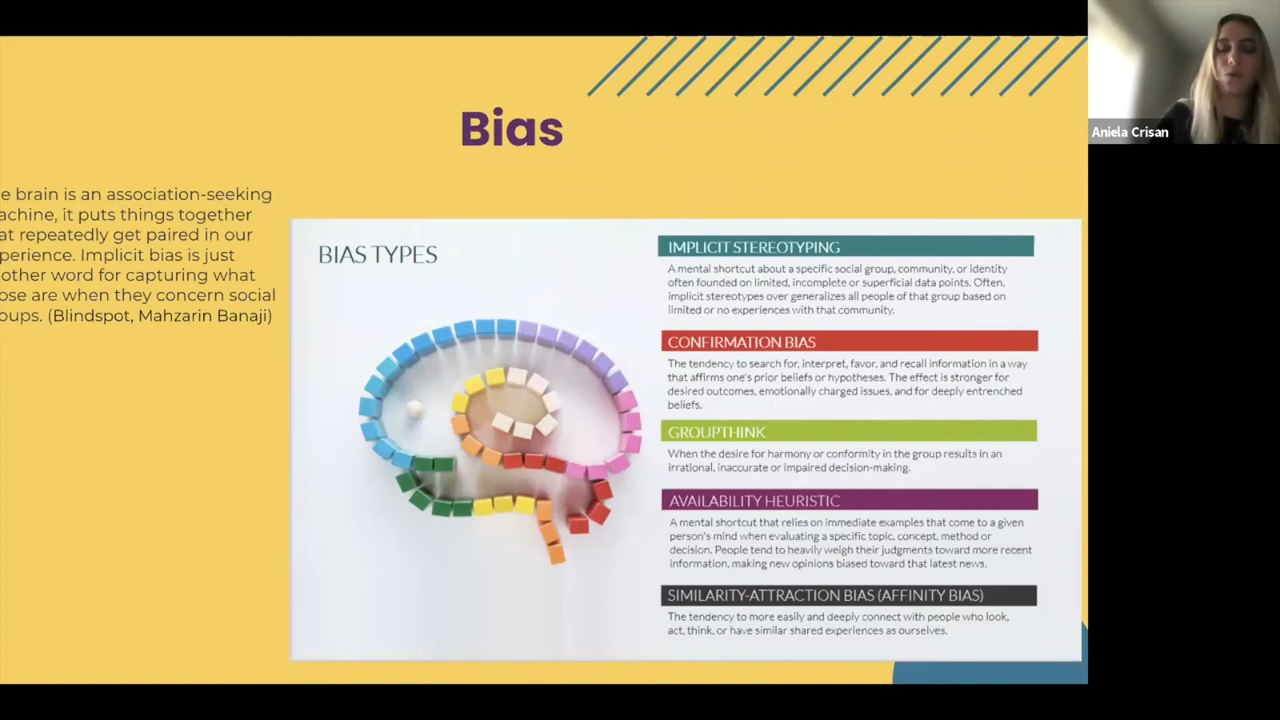 Bias
e brain is an association-seeking
achine, it puts things together
at repeatedly get paired in our
perience. Implicit bias is just
other word for capturing what
ose are when they concern social
oups. (Blindspot, Mahzarin Banaji)
BIAS TYPES
IMPLICIT STEREOTYPING
A mental shortcut about a specific social group, community, or identity
often founded on limited, incomplete or superficial data points. Often,
implicit stereotypes over generalizes all people of that group based on
limited or no experiences with that community.
CONFIRMATION BIAS
The tendency to search for, interpret, favor, and recall information in a way
that affirms one's prior beliefs or hypotheses. The effect is stronger for
desired outcomes, emotionally charged issues, and for deeply entrenched
beliefs.
GROUPTHINK
When the desire for harmony or conformity in the group results in an
irrational, inaccurate or impaired decision-making.
AVAILABILITY HEURISTIC
A mental shortcut that relies on immediate examples that come to a given
person's mind when evaluating a specific topic, concept, method or
decision. People tend to heavily weigh their judgments toward more recent
information, making new opinions biased toward that latest news.
SIMILARITY-ATTRACTION BIAS (AFFINITY BIAS)
The tendency to more easily and deeply connect with people who look,
act, think, or have similar shared experiences as ourselves.
Aniela Crisan